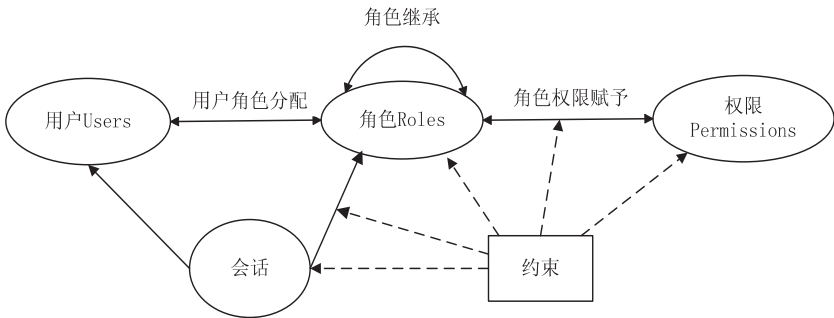 角色继承
用户Users
用户角色分配
角色Roles
角色权限赋予
权限
Permissions
会话
约束